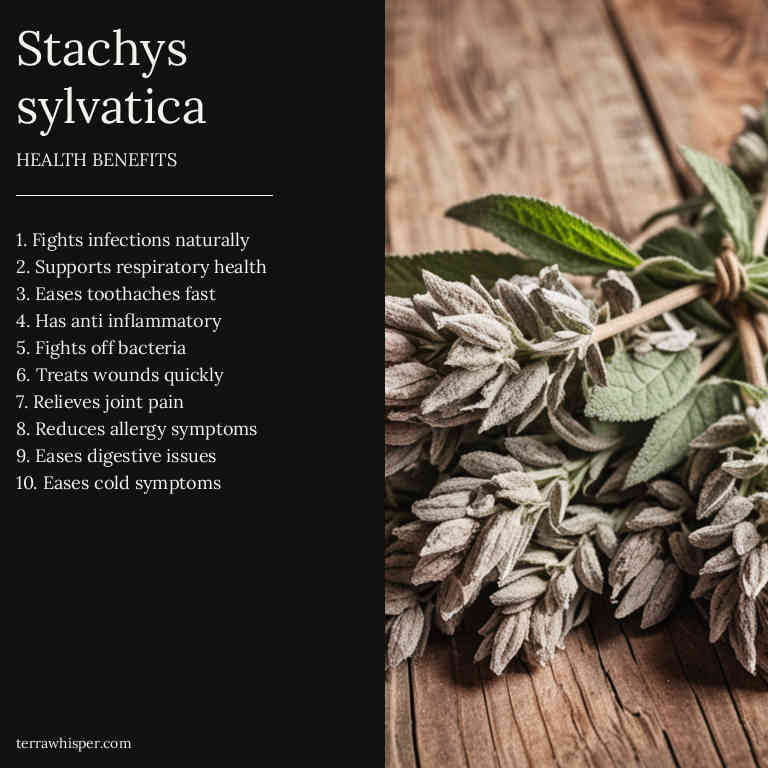 Stachys
sylvatica
HEALTH BENEFITS
1. Fights infections naturally
2. Supports respiratory health
3. Eases toothaches fast
4. Has anti inflammatory
5. Fights off bacteria
6. Treats wounds quickly
7. Relieves joint pain
8. Reduces allergy symptoms
9. Eases digestive issues
10. Eases cold symptoms
terrawhisper.com